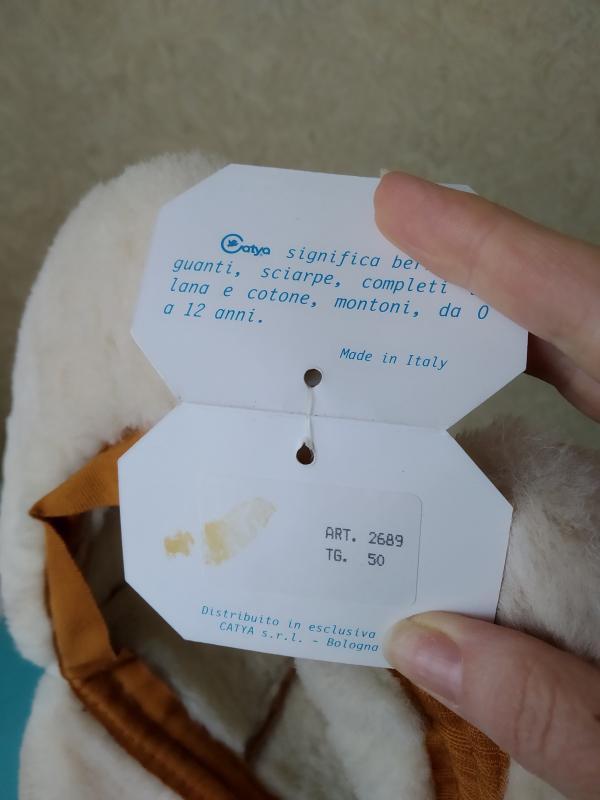 Catya significa
guanti, sciarpe, completi
lana e cotone, montoni, da 0
a 12 anni.
Made in Italy
ART. 2689
TG. 50
Distribuito in esclusiva
CATYA s.r.l. - Bologna